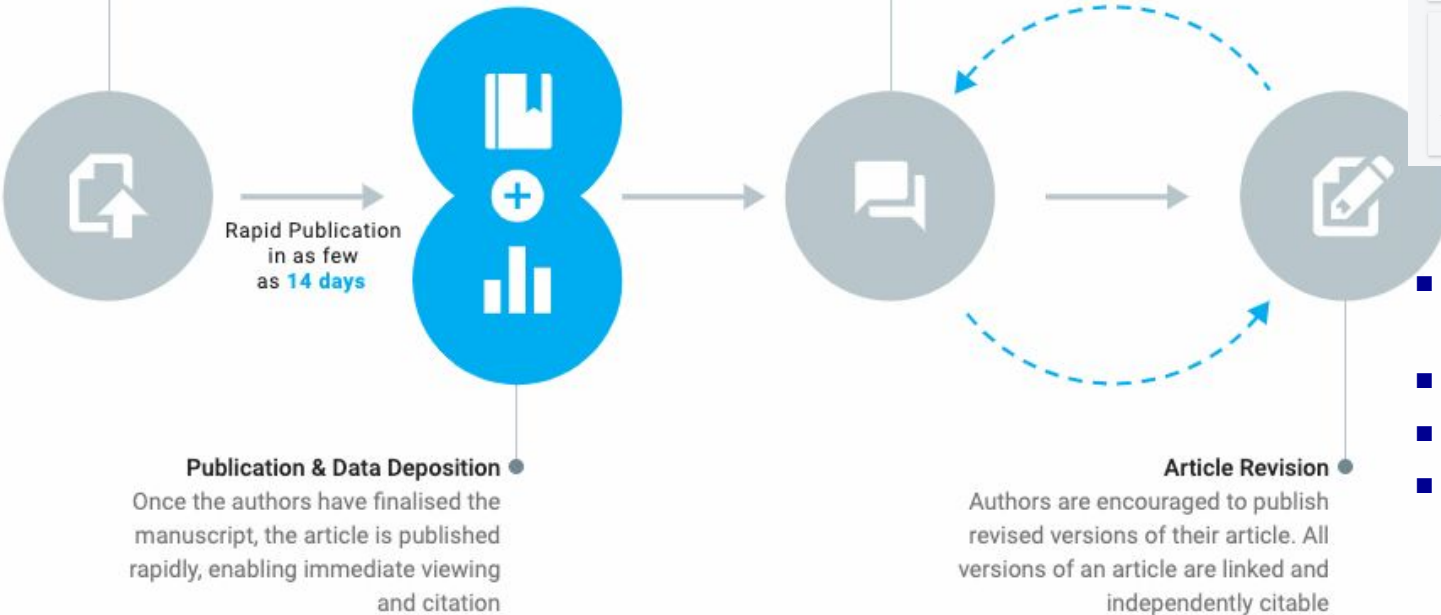 Rapid Publication
in as few
as 14 days
Publication & Data Deposition
Once the authors have finalised the
manuscript, the article is published
rapidly, enabling immediate viewing
and citation
Article Revision
Authors are encouraged to publish
revised versions of their article. All
versions of an article are linked and
independently citable